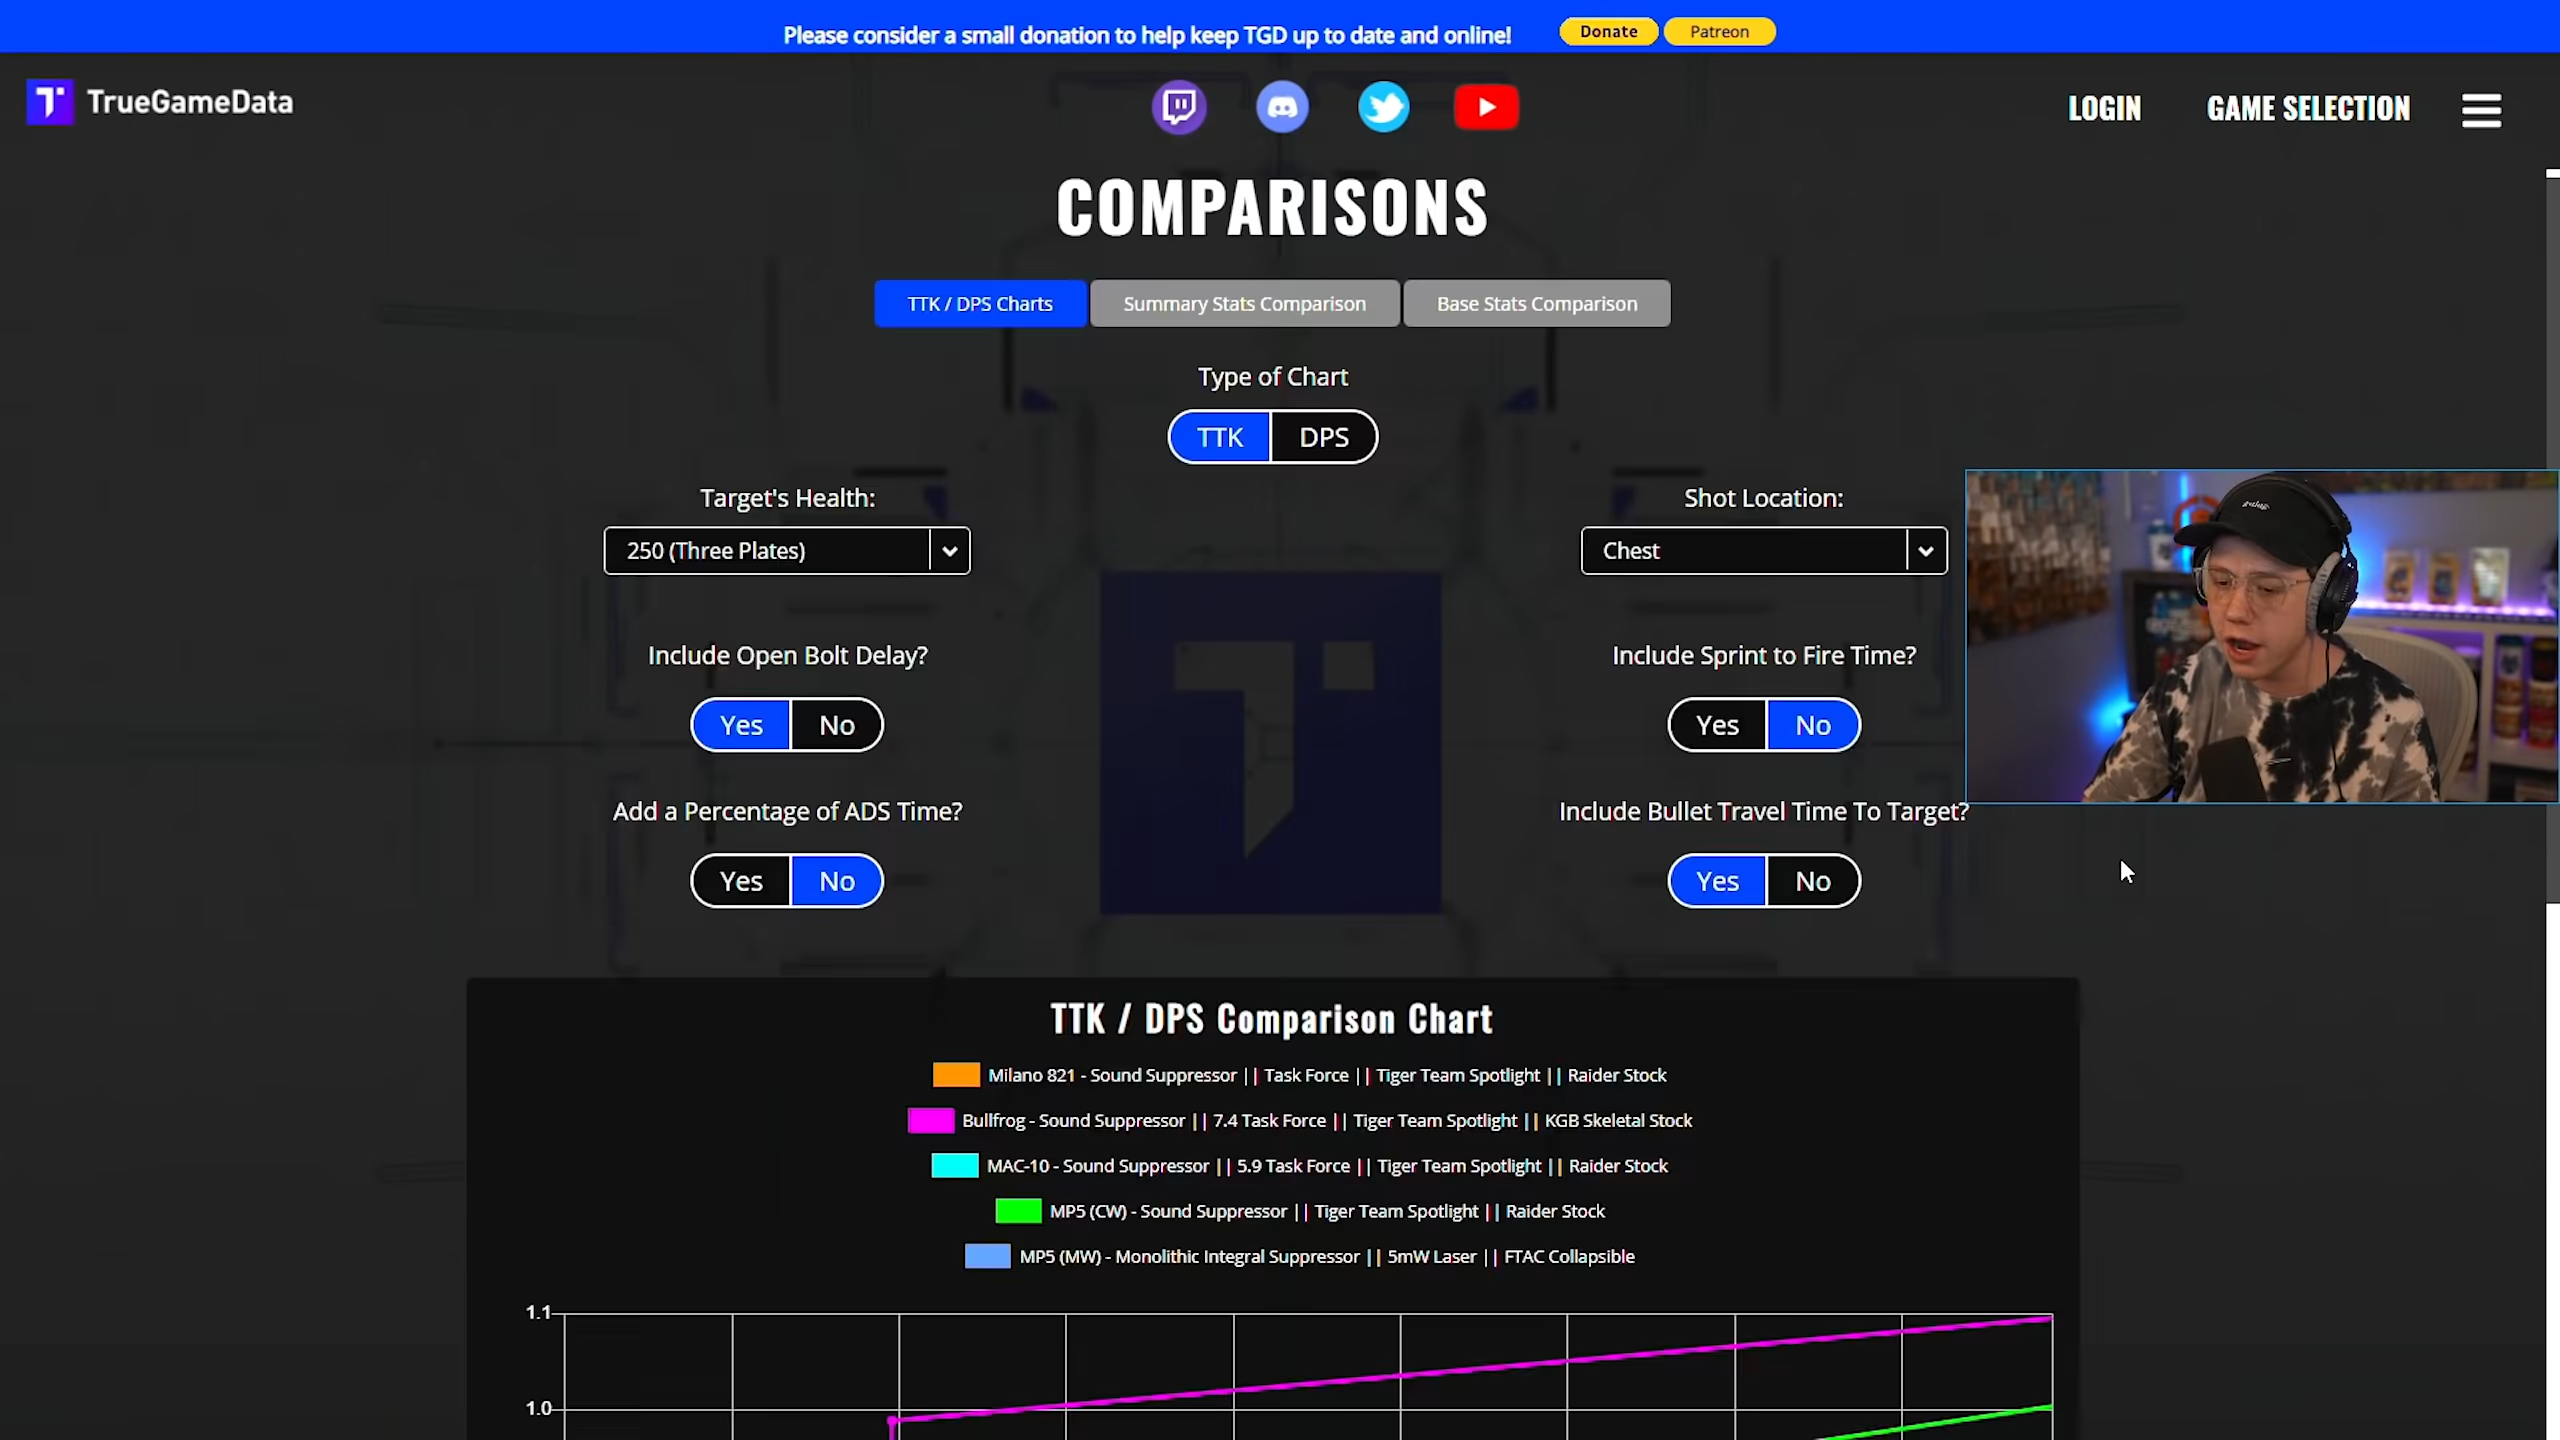 Please consider a small donation to help keep TGD up to date and online!
Donate
Patreon
TrueGameData
LOGIN
GAME SELECTION
COMPARISONS
TTK / DPS Charts
Summary Stats Comparison
Base Stats Comparison
Type of Chart
TTK
DPS
Target's Health:
Shot Location:
250 (Three Plates)
Chest
Include Open Bolt Delay?
Include Sprint to Fire Time?
Yes
No
Yes
No
Add a Percentage of ADS Time?
Include Bullet Travel Time To Target?
Yes
No
Yes
No
TTK / DPS Comparison Chart
Milano 821 - Sound Suppressor || Task Force || Tiger Team Spotlight || Raider Stock
Bullfrog - Sound Suppressor || 7.4 Task Force || Tiger Team Spotlight || KGB Skeletal Stock
MAC-10 - Sound Suppressor || 5.9 Task Force || Tiger Team Spotlight || Raider Stock
MP5 (CW) - Sound Suppressor || Tiger Team Spotlight || Raider Stock
MP5 (MW) - Monolithic Integral Suppressor || 5mW Laser || FTAC Collapsible
1.1
1.0